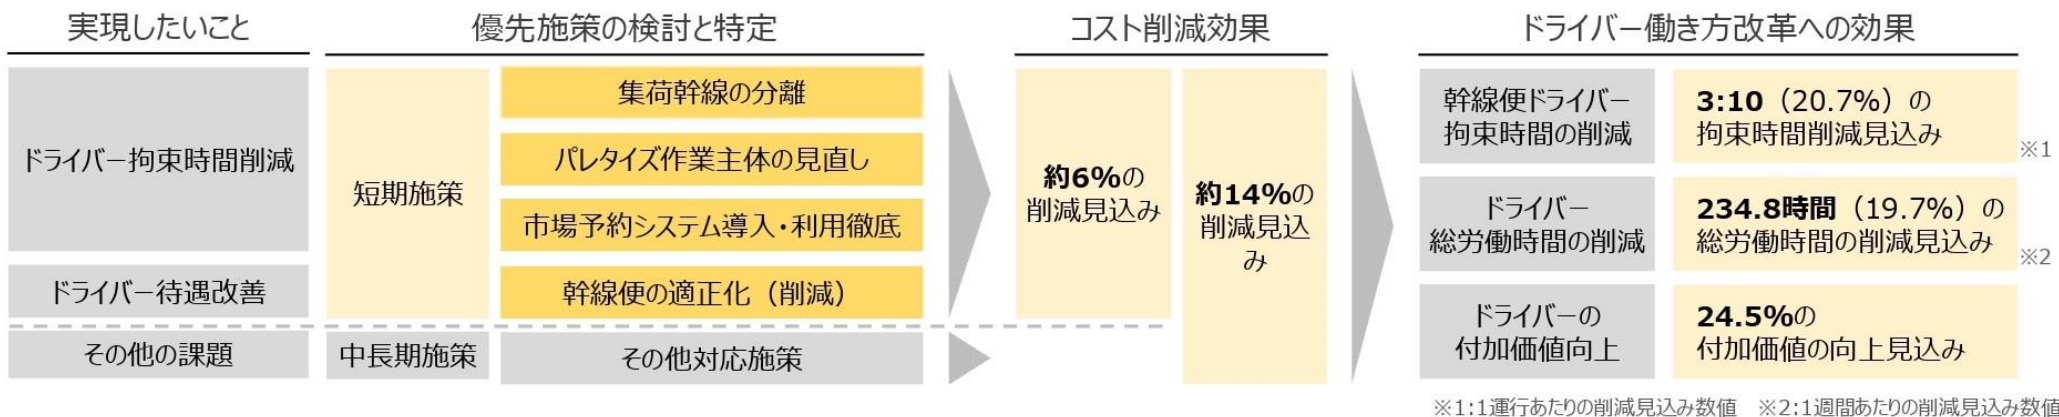 実現したいこと
優先施策の検討と特定
コスト削減効果
ドライバー働き方改革への効果
ドライバー拘束時間削減
ドライバー待遇改善
その他の課題
短期施策
中長期施策
集荷幹線の分離
パレタイズ作業主体の見直し
市場予約システム導入・利用徹底
幹線便の適正化（削減）
その他対応施策
約6%の
削減見込み
約14%の
削減見込
み
幹線便ドライバー
拘束時間の削減
3:10（20.7%）の
拘束時間削減見込み
※1
ドライバー
総労働時間の削減
234.8時間（19.7%）の
総労働時間の削減見込み
※2
ドライバーの
付加価値向上
24.5%の
付加価値の向上見込み
※1:1運行あたりの削減見込み数値　※2:1週間あたりの削減見込み数値